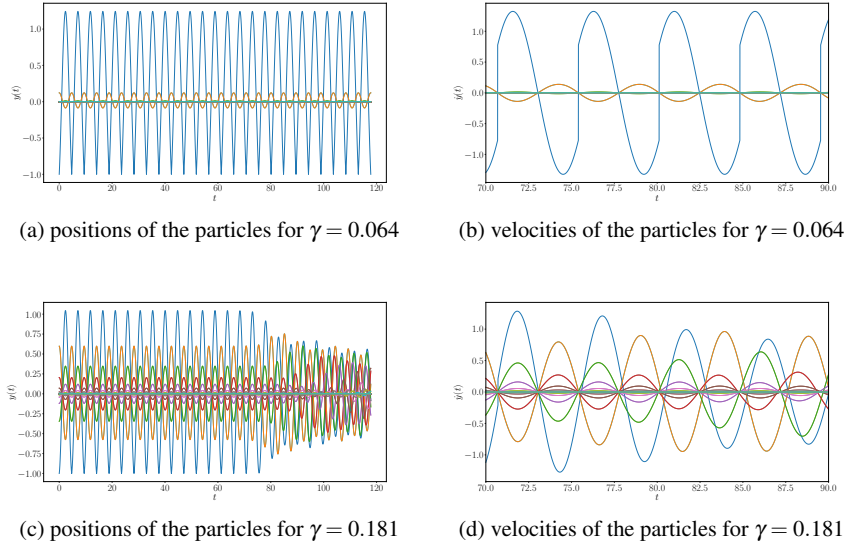 1.0
0.5
0.0
−0.5
−1.0
y(t)
0 20 40 60 80 100 120
t
(a) positions of the particles for γ = 0.064
1.0
0.5
0.0
−0.5
−1.0
ẏ(t)
70.0 72.5 75.0 77.5 80.0 82.5 85.0 87.5 90.0
t
(b) velocities of the particles for γ = 0.064
1.00
0.75
0.50
0.25
0.00
−0.25
−0.50
−0.75
−1.00
y(t)
0 20 40 60 80 100 120
t
(c) positions of the particles for γ = 0.181
1.0
0.5
0.0
−0.5
−1.0
ẏ(t)
70.0 72.5 75.0 77.5 80.0 82.5 85.0 87.5 90.0
t
(d) velocities of the particles for γ = 0.181